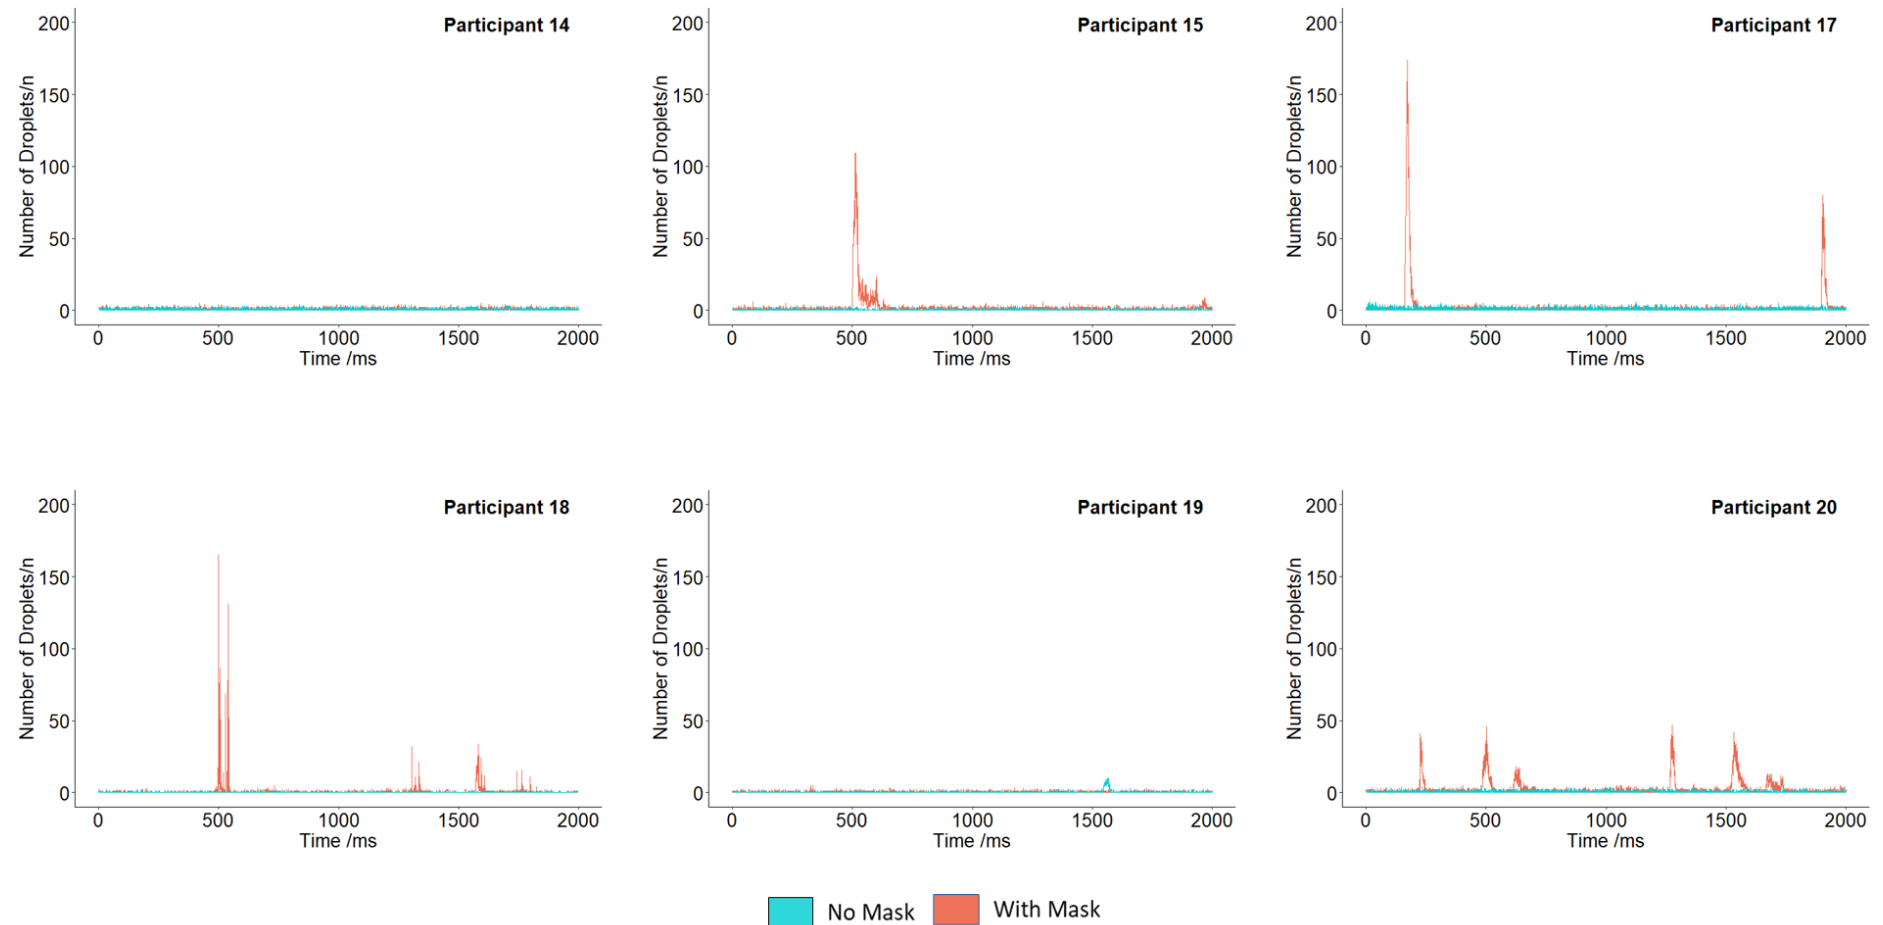 Participant 14
Number of Droplets/n
200
150
100
50
0
0 500 1000 1500 2000
Time /ms
Participant 15
Number of Droplets/n
200
150
100
50
0
0 500 1000 1500 2000
Time /ms
Participant 17
Number of Droplets/n
200
150
100
50
0
0 500 1000 1500 2000
Time /ms
Participant 18
Number of Droplets/n
200
150
100
50
0
0 500 1000 1500 2000
Time /ms
Participant 19
Number of Droplets/n
200
150
100
50
0
0 500 1000 1500 2000
Time /ms
Participant 20
Number of Droplets/n
200
150
100
50
0
0 500 1000 1500 2000
Time /ms
No Mask With Mask